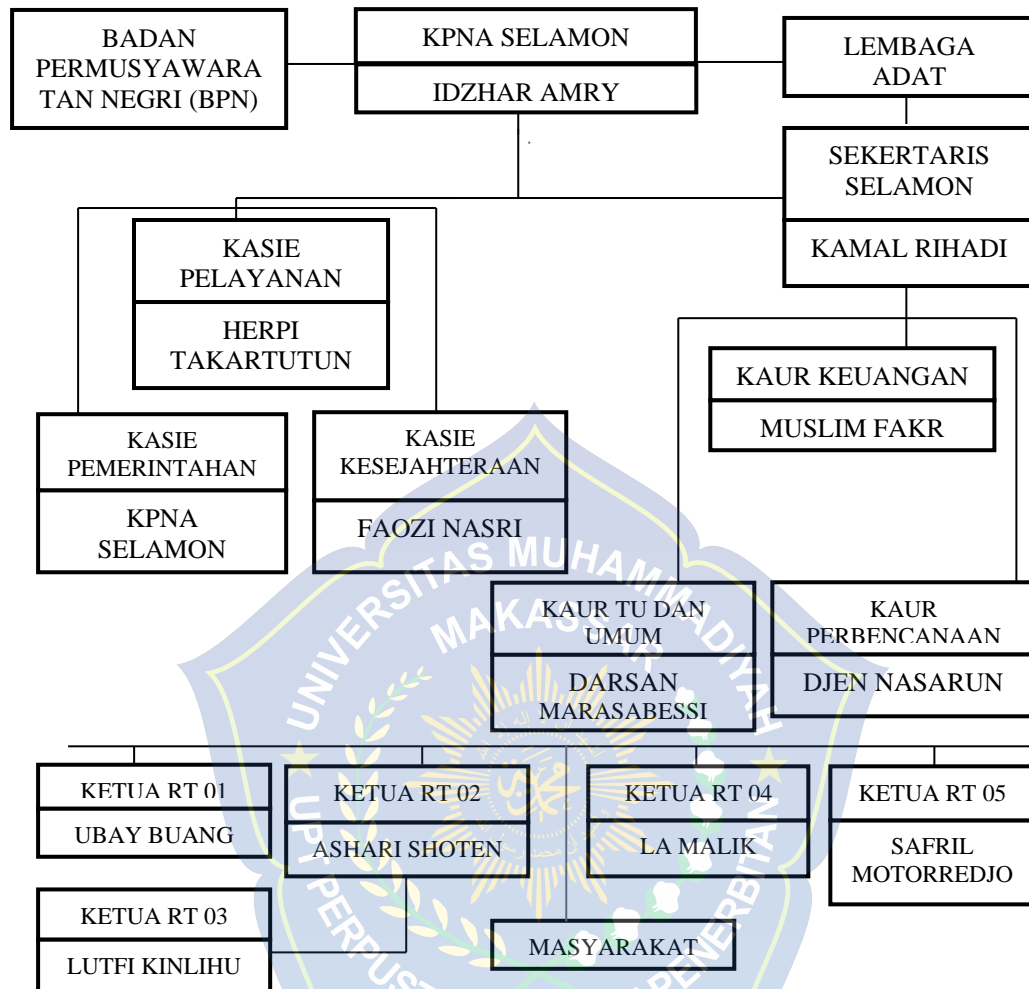 BADAN
PERMUSYAWARA
TAN NEGRI (BPN)
KPNA SELAMON
IDZHAR AMRY
LEMBAGA
ADAT
SEKERTARIS
SELAMON
KAMAL RIHADI
KASIE
PELAYANAN
HERPI
TAKARTUTUN
KAUR KEUANGAN
MUSLIM FAKR
KASIE
PEMERINTAHAN
KPNA
SELAMON
KASIE
KESEJAHTERAAN
FAOZI NASRI
KAUR TU DAN
UMUM
DARSAN
MARASABESSI
KAUR
PERBENCANAAN
DJEN NASARUN
KETUA RT 01
UBAY BUANG
KETUA RT 02
ASHARI SHOTEN
KETUA RT 04
LA MALIK
KETUA RT 05
SAFRIL
MOTORREDJO
KETUA RT 03
LUTFI KINLIHU
MASYARAKAT
UNIVERSITAS MUHAMMADIYAH
MAKASSAR